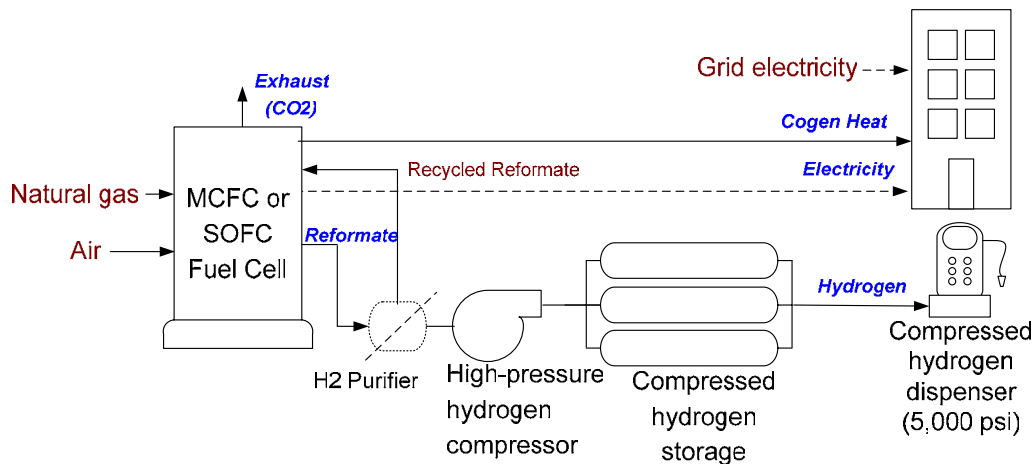 Exhaust
(CO2)
Grid electricity
Cogen Heat
Recycled Reformate
Electricity
Natural gas
MCFC or
SOFC
Fuel Cell
Reformate
Air
Hydrogen
H2 Purifier
High-pressure
hydrogen
compressor
Compressed
hydrogen
storage
Compressed
hydrogen
dispenser
(5,000 psi)